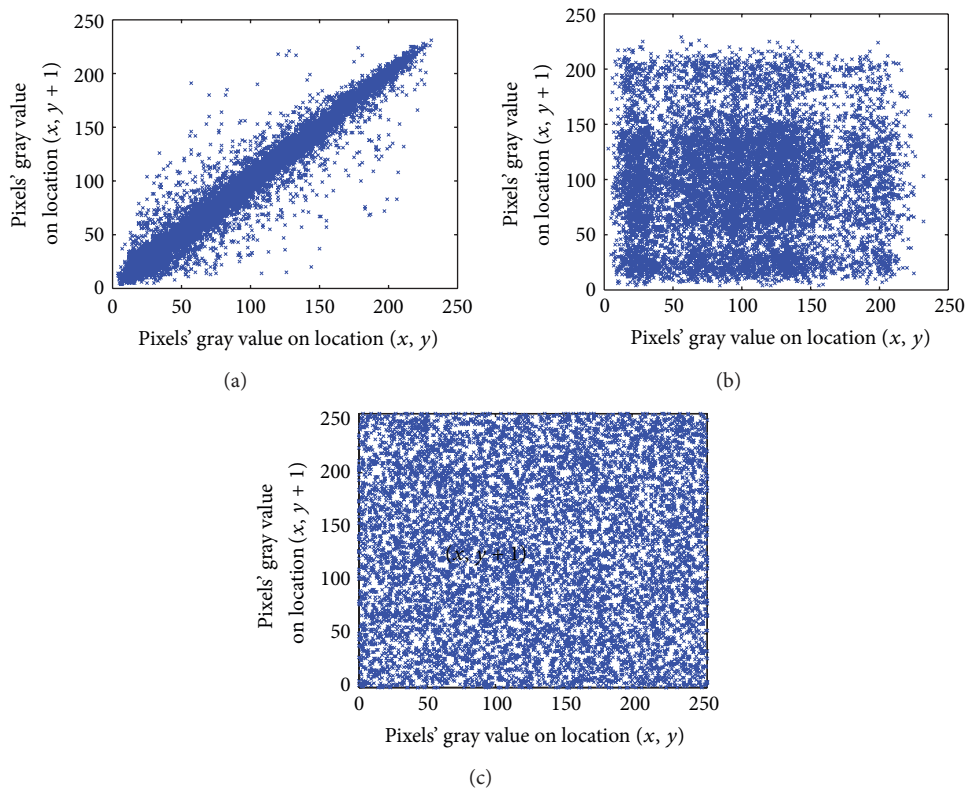 250
200
150
100
50
0
Pixels’ gray value
on location (x, y + 1)
0 50 100 150 200 250
Pixels’ gray value on location (x, y)
(a)
250
200
150
100
50
0
Pixels’ gray value
on location (x, y + 1)
0 50 100 150 200 250
Pixels’ gray value on location (x, y)
(b)
250
200
150
100
50
0
Pixels’ gray value
on location (x, y + 1)
(x, y + 1)
0 50 100 150 200 250
Pixels’ gray value on location (x, y)
(c)